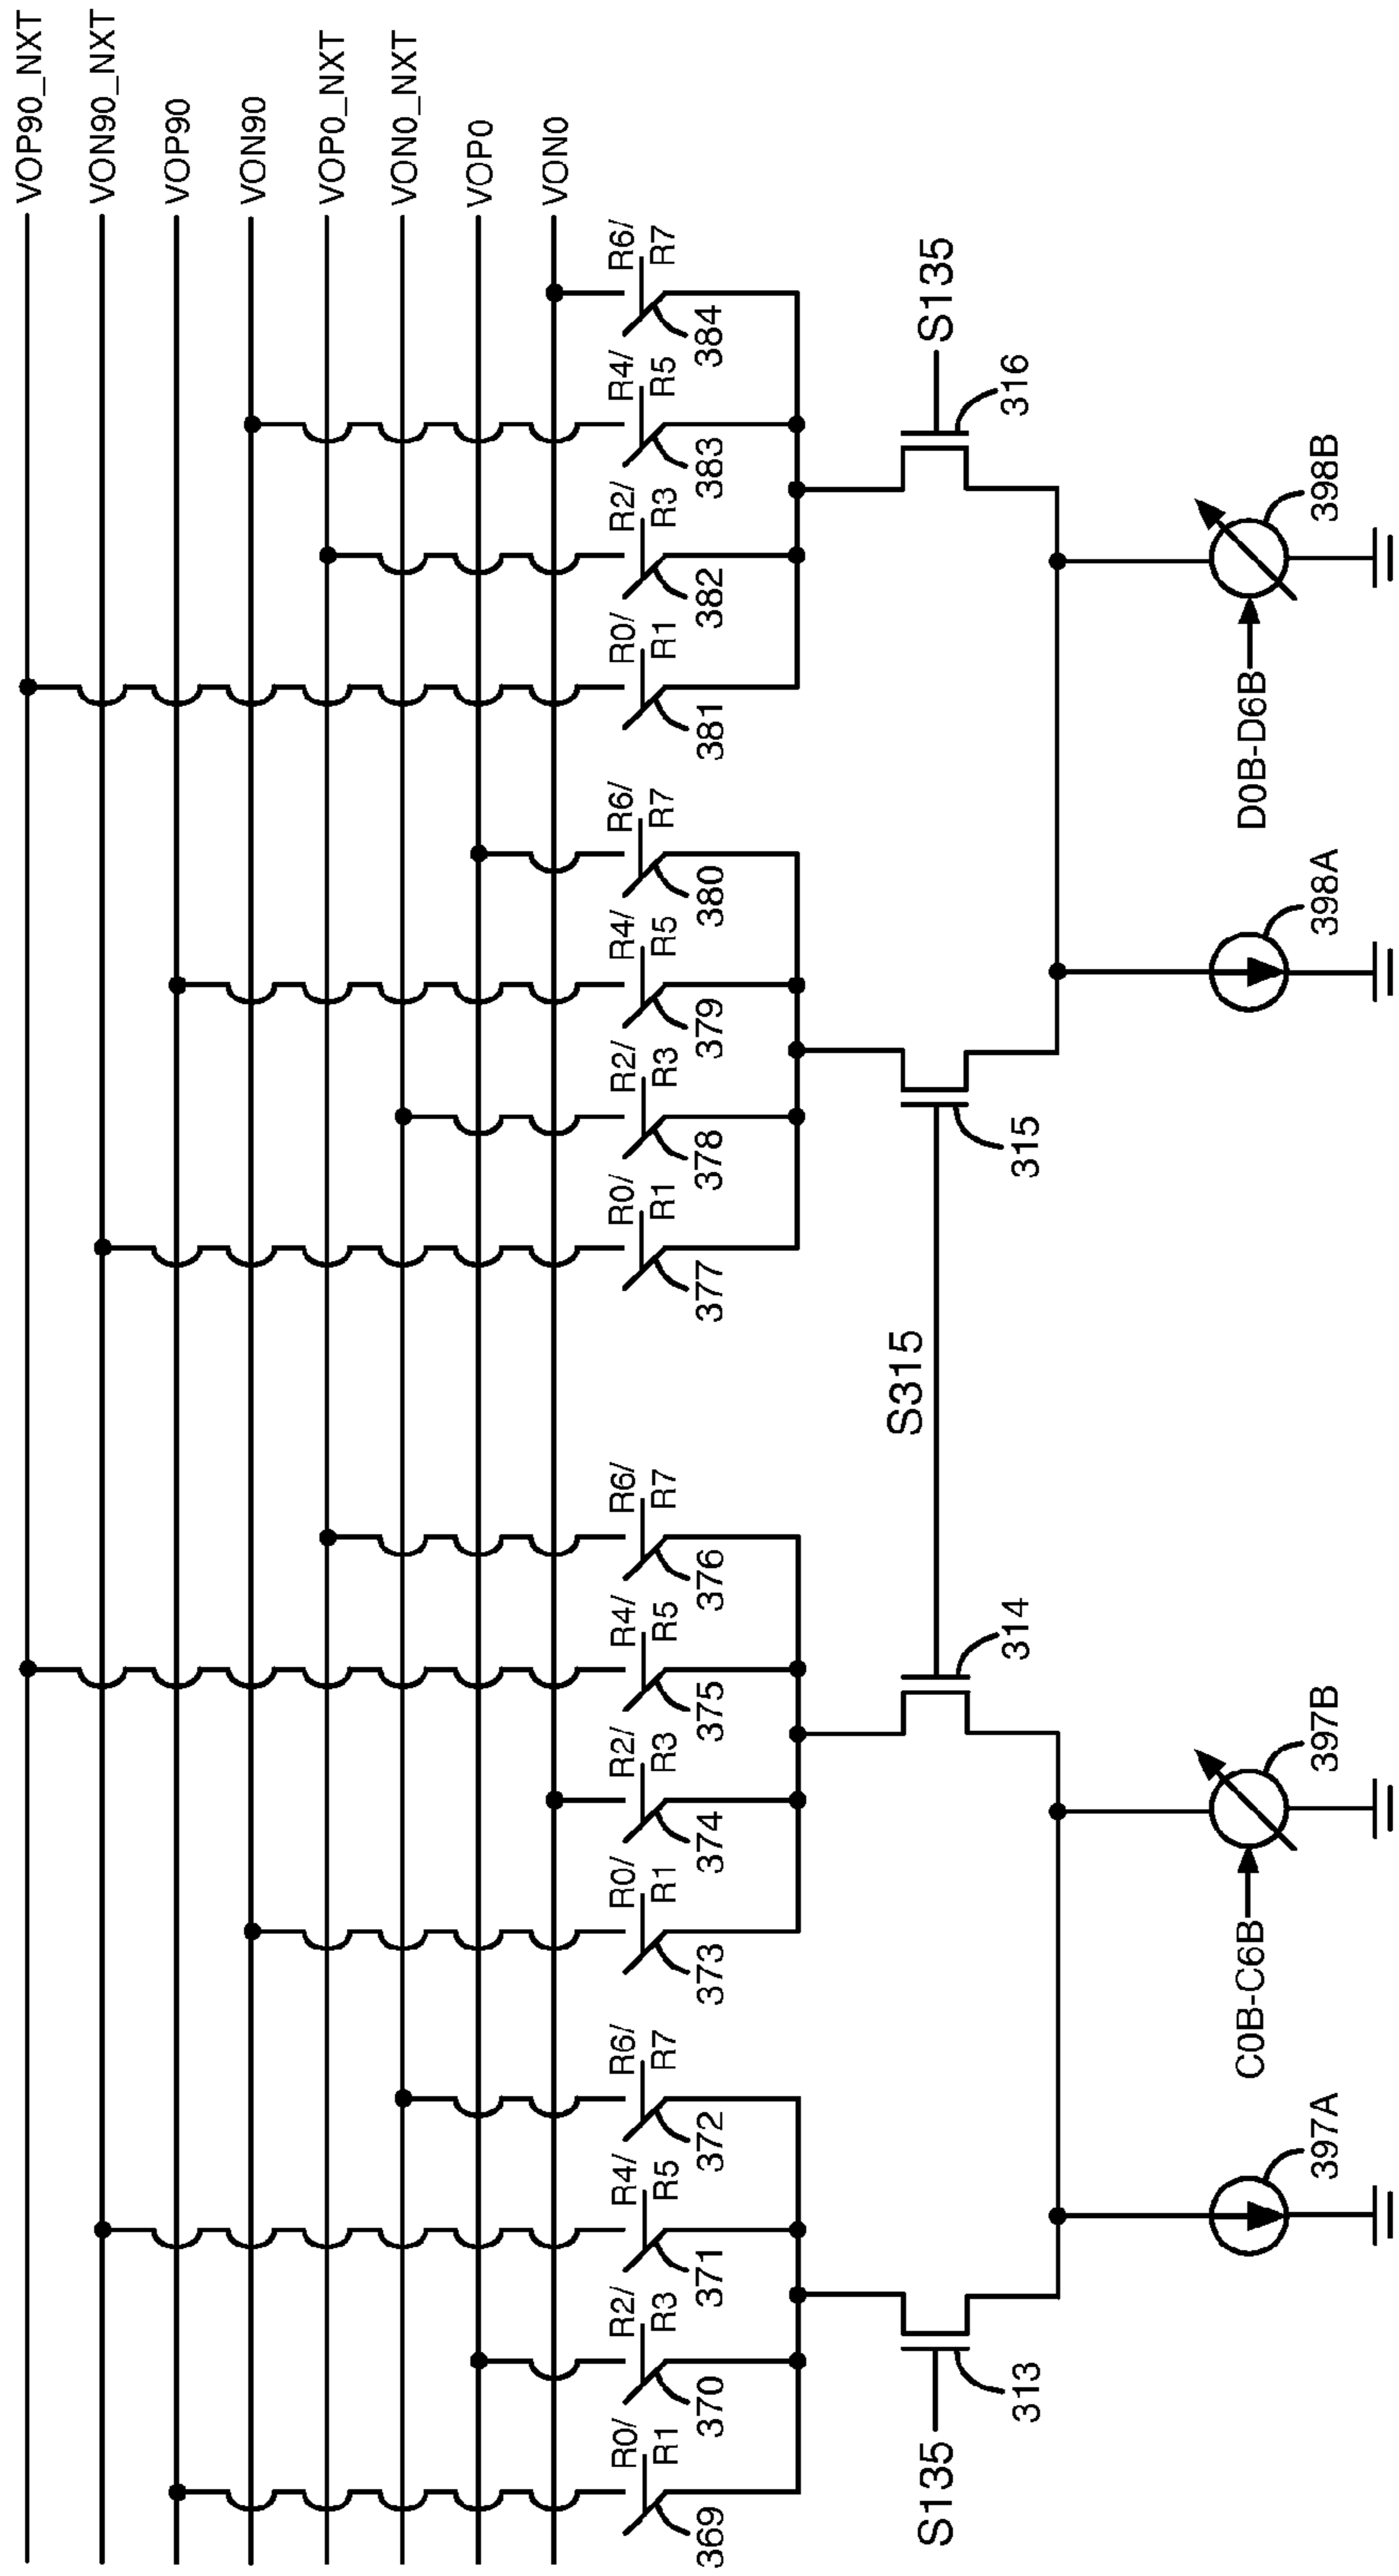 VOP90_NXT
VON90_NXT
VOP90
VON90
VOP0_NXT
VON0_NXT
VOP0
VON0
R0/
R1
369
R2/
R3
370
R4/
R5
371
R6/
R7
372
R0/
R1
373
R2/
R3
374
R4/
R5
375
R6/
R7
376
R0/
R1
377
R2/
R3
378
R4/
R5
379
R6/
R7
380
R0/
R1
381
R2/
R3
382
R4/
R5
383
R6/
R7
384
S135
313
314
S315
315
316
S135
397A
C0B-C6B
397B
398A
D0B-D6B
398B